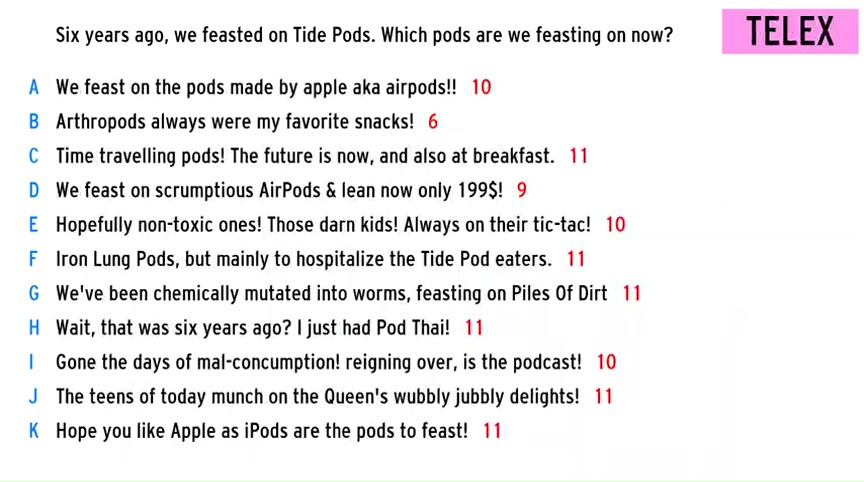 Six years ago, we feasted on Tide Pods. Which pods are we feasting on now?
TELEX
A We feast on the pods made by apple aka airpods!! 10
B Arthropods always were my favorite snacks! 6
C Time travelling pods! The future is now, and also at breakfast. 11
D We feast on scrumptious AirPods & lean now only 199$! 9
E Hopefully non-toxic ones! Those darn kids! Always on their tic-tac! 10
F Iron Lung Pods, but mainly to hospitalize the Tide Pod eaters. 11
G We've been chemically mutated into worms, feasting on Piles Of Dirt 11
H Wait, that was six years ago? I just had Pod Thai! 11
I Gone the days of mal-concumption! reigning over, is the podcast! 10
J The teens of today munch on the Queen's wubbly jubbly delights! 11
K Hope you like Apple as iPods are the pods to feast! 11